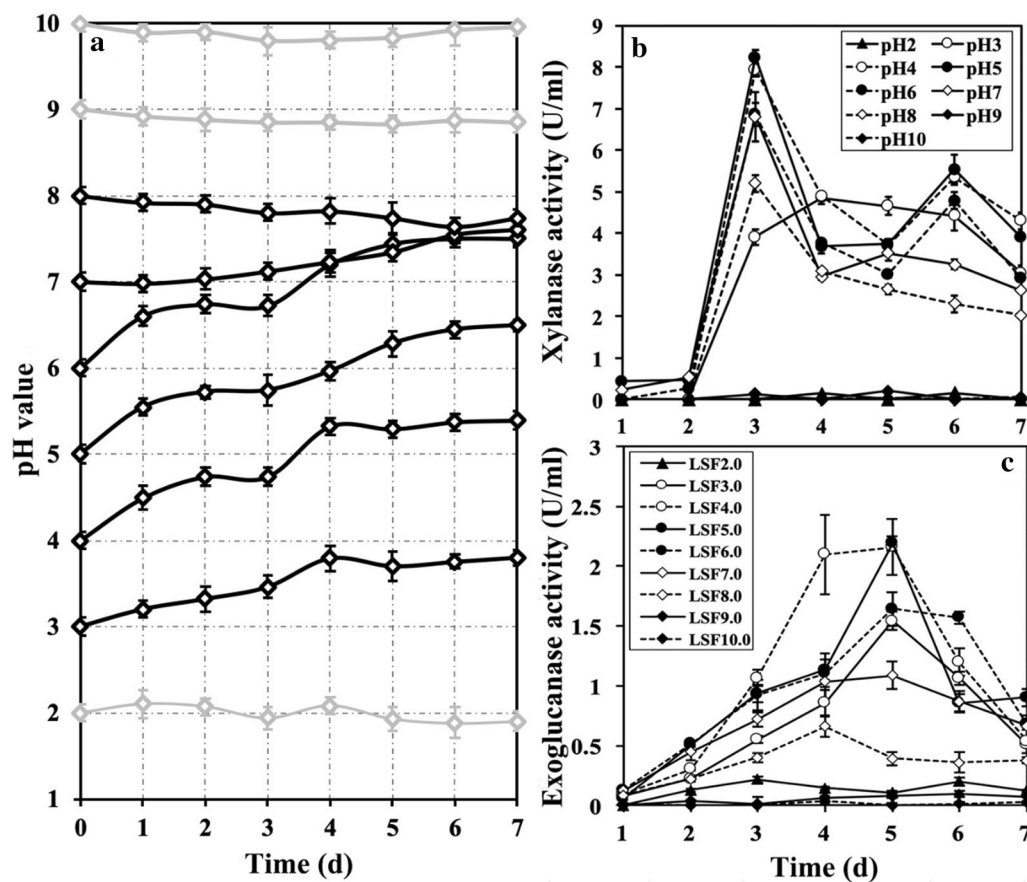 a
10
9
8
7
6
5
4
3
2
1
pH value
0 1 2 3 4 5 6 7
Time (d)
b
9
8
7
6
5
4
3
2
1
0
Xylanase activity (U/ml)
pH2 pH3
pH4 pH5
pH6 pH7
pH8 pH9
pH10
1 2 3 4 5 6 7
c
3
2.5
2
1.5
1
0.5
0
Exoglucanase activity (U/ml)
LSF2.0
LSF3.0
LSF4.0
LSF5.0
LSF6.0
LSF7.0
LSF8.0
LSF9.0
LSF10.0
1 2 3 4 5 6 7
Time (d)